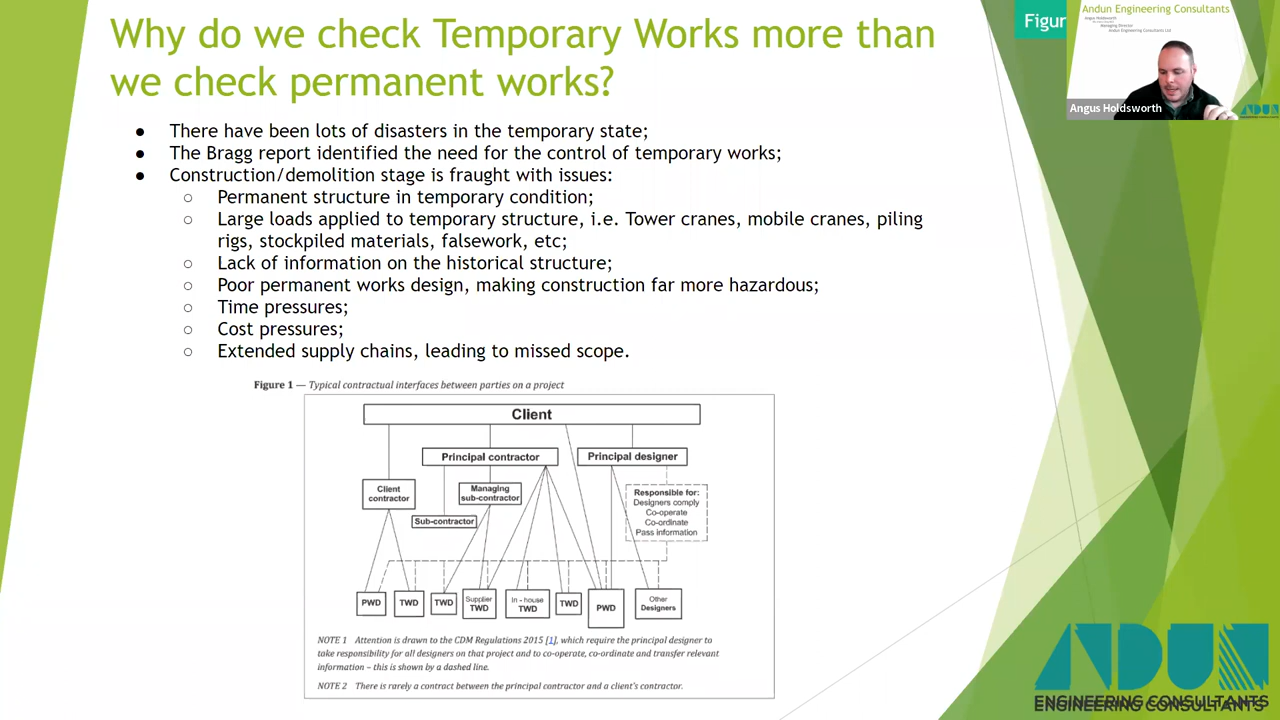 Why do we check Temporary Works more than
we check permanent works?
● There have been lots of disasters in the temporary state;
● The Bragg report identified the need for the control of temporary works;
● Construction/demolition stage is fraught with issues:
○ Permanent structure in temporary condition;
○ Large loads applied to temporary structure, i.e. Tower cranes, mobile cranes, piling
rigs, stockpiled materials, falsework, etc;
○ Lack of information on the historical structure;
○ Poor permanent works design, making construction far more hazardous;
○ Time pressures;
○ Cost pressures;
○ Extended supply chains, leading to missed scope.
Figure 1 — Typical contractual interfaces between parties on a project
Client
Principal contractor
Principal designer
Client
contractor
Managing
sub-contractor
Sub-contractor
Responsible for:
Designers comply
Co-operate
Co-ordinate
Pass information
PWD
TWD
TWD
Supplier
TWD
In - house
TWD
TWD
PWD
Other
Designers
NOTE 1 Attention is drawn to the CDM Regulations 2015 [1], which require the principal designer to
take responsibility for all designers on that project and to co-operate, co-ordinate and transfer relevant
information – this is shown by a dashed line.
NOTE 2 There is rarely a contract between the principal contractor and a client's contractor.
Figur
Andun Engineering Consultants
Angus Holdsworth
Managing Director
Andun Engineering Consultants Ltd
Angus Holdsworth
ANDUN
ENGINEERING CONSULTANTS